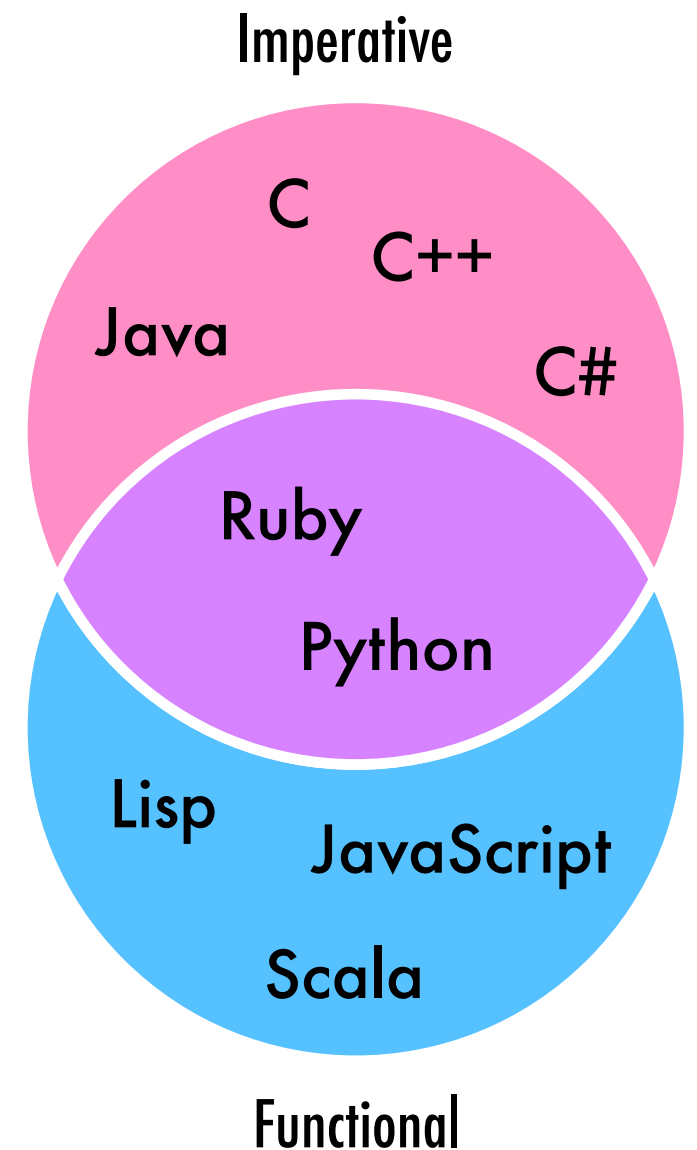 Imperative
C
C++
Java
C#
Ruby
Python
Lisp
JavaScript
Scala
Functional